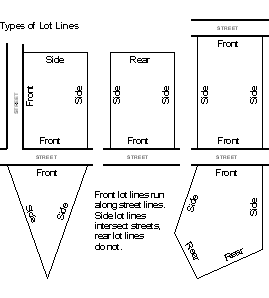 Types of Lot Lines
STREET
Front
Side
Rear
STREET
Front
Side
Side
Side
Side
Side
Front
Front
Front
STREET
STREET
STREET
Front
Front
Side
Side
Front lot lines run
along street lines.
Side lot lines
intersect streets,
rear lot lines
do not.
Side
Side
Rear
Rear